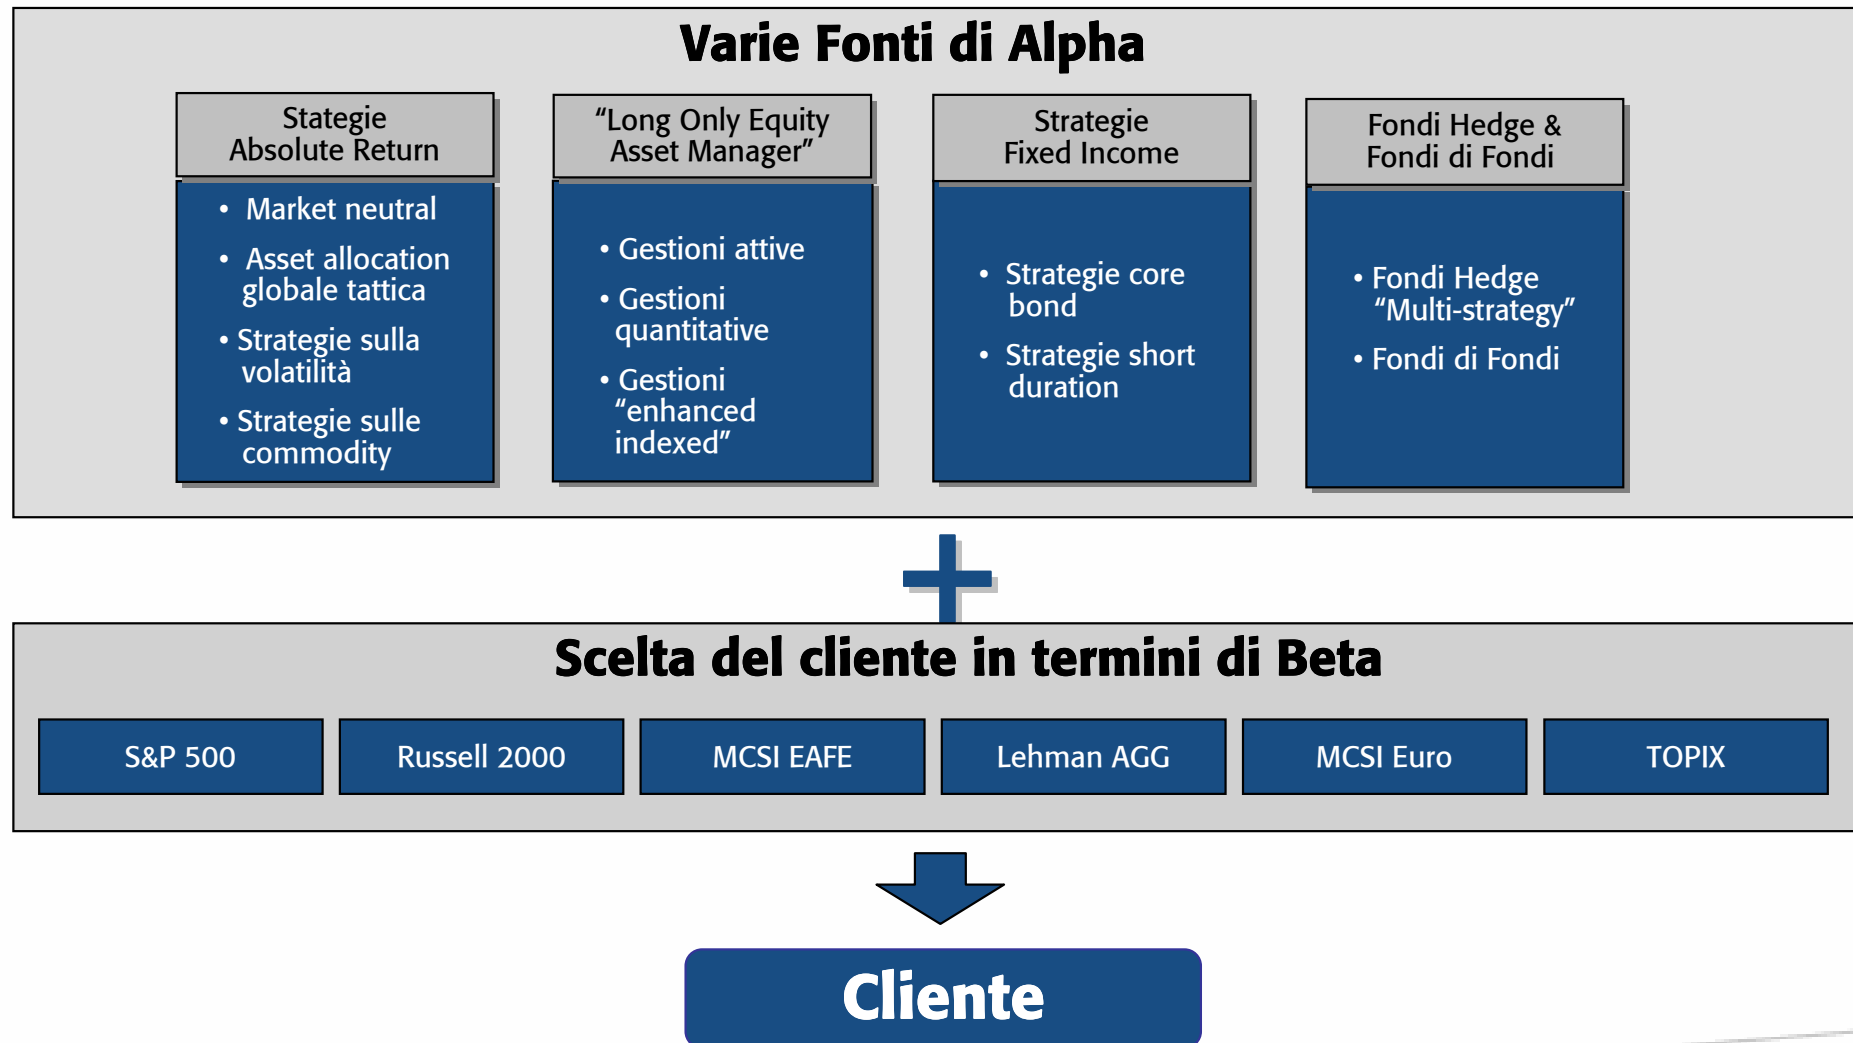 Varie Fonti di Alpha
Stategie
Absolute Return
• Market neutral
• Asset allocation
globale tattica
• Strategie sulla
volatilità
• Strategie sulle
commodity
“Long Only Equity
Asset Manager”
• Gestioni attive
• Gestioni
quantitative
• Gestioni
“enhanced
indexed”
Strategie
Fixed Income
• Strategie core
bond
• Strategie short
duration
Fondi Hedge &
Fondi di Fondi
• Fondi Hedge
“Multi-strategy”
• Fondi di Fondi
+
Scelta del cliente in termini di Beta
S&P 500
Russell 2000
MCSI EAFE
Lehman AGG
MCSI Euro
TOPIX
Cliente